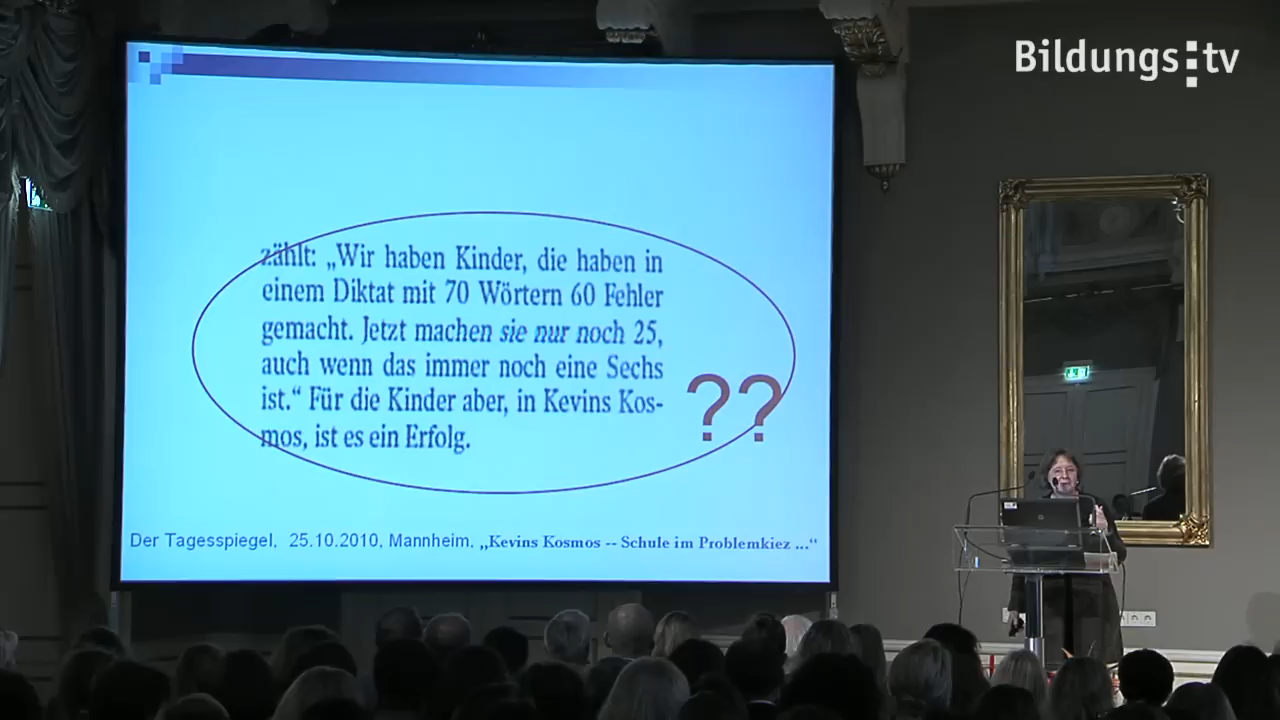 Bildungs:tv
zählt: „Wir haben Kinder, die haben in
einem Diktat mit 70 Wörtern 60 Fehler
gemacht. Jetzt machen sie nur noch 25,
auch wenn das immer noch eine Sechs
ist.“ Für die Kinder aber, in Kevins Kos-
mos, ist es ein Erfolg.
??
Der Tagesspiegel, 25.10.2010, Mannheim, „Kevins Kosmos -- Schule im Problemkiez ...“